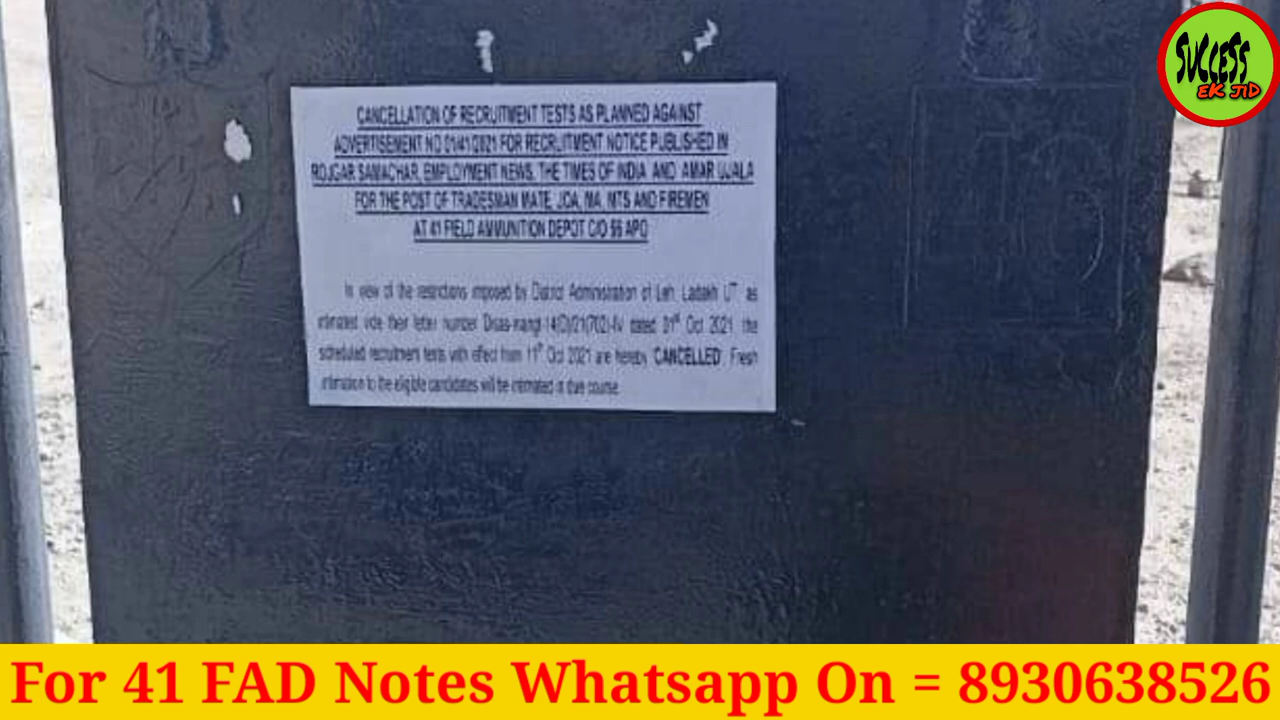 SUCCESS
EK JID
CANCELLATION OF RECRUITMENT TESTS AS PLANNED AGAINST
ADVERTISEMENT NO 01/41/2021 FOR RECRUITMENT NOTICE PUBLISHED IN
ROJGAR SAMACHAR, EMPLOYMENT NEWS, THE TIMES OF INDIA AND AMAR UJALA
FOR THE POST OF TRADESMAN MATE, JOA, MA, MTS AND FIREMEN
AT 41 FIELD AMMUNITION DEPOT C/O 56 APO
In view of the restrictions imposed by District Administration of Leh, Ladakh UT as
intimated vide their letter number dated 01st Oct 2021 the
scheduled recruitment tests with effect from 11th Oct 2021 are hereby 'CANCELLED'. Fresh
intimation to the eligible candidates will be intimated in due course.
For 41 FAD Notes Whatsapp On = 8930638526